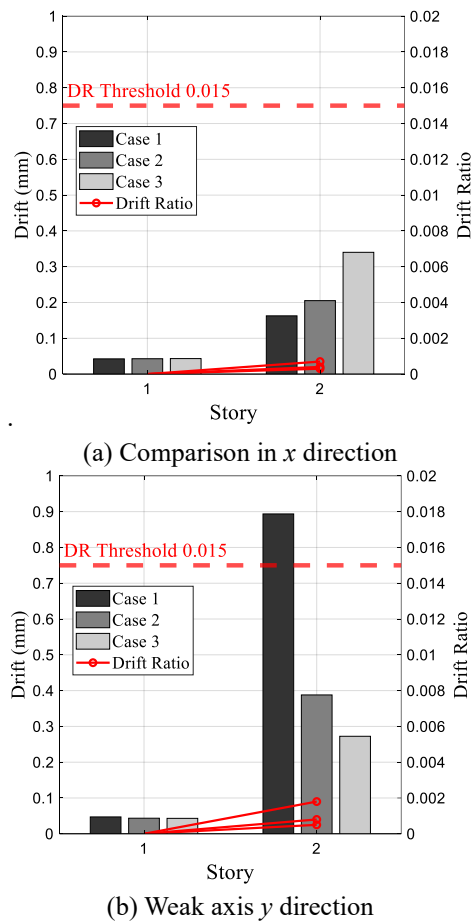 1
0.9
0.8
0.7
0.6
0.5
0.4
0.3
0.2
0.1
0
Drift (mm)
DR Threshold 0.015
Case 1
Case 2
Case 3
Drift Ratio
0.02
0.018
0.016
0.014
0.012
0.010
0.008
0.006
0.004
0.002
0
Drift Ratio
1 2
Story
.
(a) Comparison in x direction
1
0.9
0.8
0.7
0.6
0.5
0.4
0.3
0.2
0.1
0
Drift (mm)
DR Threshold 0.015
Case 1
Case 2
Case 3
Drift Ratio
0.02
0.018
0.016
0.014
0.012
0.010
0.008
0.006
0.004
0.002
0
Drift Ratio
1 2
Story
(b) Weak axis y direction